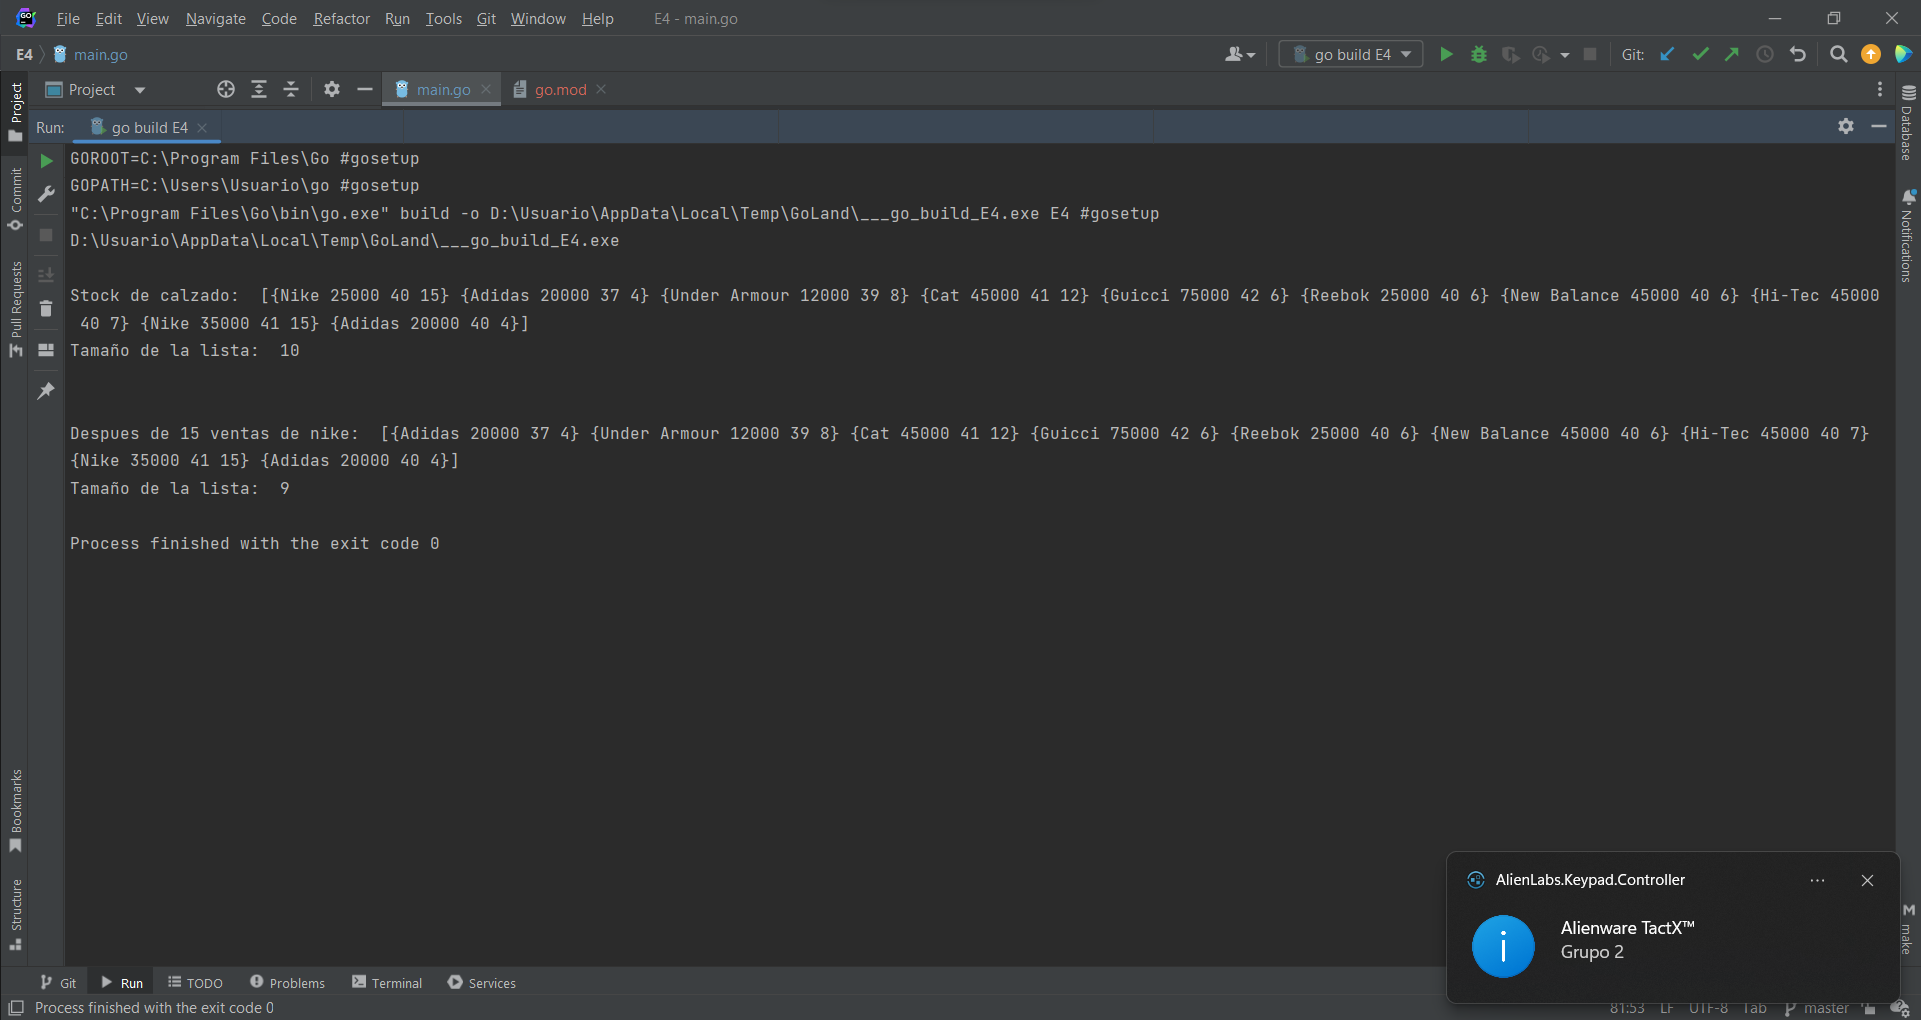 File Edit View Navigate Code Refactor Run Tools Git Window Help E4 - main.go
E4 main.go
go build E4 Git:
Project main.go go.mod
Run: go build E4
GOROOT=C:\Program Files\Go #gosetup
GOPATH=C:\Users\Usuario\go #gosetup
"C:\Program Files\Go\bin\go.exe" build -o D:\Usuario\AppData\Local\Temp\GoLand\___go_build_E4.exe E4 #gosetup
D:\Usuario\AppData\Local\Temp\GoLand\___go_build_E4.exe
Stock de calzado:  [{Nike 25000 40 15} {Adidas 20000 37 4} {Under Armour 12000 39 8} {Cat 45000 41 12} {Guicci 75000 42 6} {Reebok 25000 40 6} {New Balance 45000 40 6} {Hi-Tec 45000
40 7} {Nike 35000 41 15} {Adidas 20000 40 4}]
Tamaño de la lista:  10
Despues de 15 ventas de nike:  [{Adidas 20000 37 4} {Under Armour 12000 39 8} {Cat 45000 41 12} {Guicci 75000 42 6} {Reebok 25000 40 6} {New Balance 45000 40 6} {Hi-Tec 45000 40 7}
{Nike 35000 41 15} {Adidas 20000 40 4}]
Tamaño de la lista:  9
Process finished with the exit code 0
Project
Commit
Pull Requests
Bookmarks
Structure
Database
Notifications
make
AlienLabs.Keypad.Controller
Alienware TactX™
Grupo 2
Git Run TODO Problems Terminal Services
Process finished with the exit code 0 81:53 LF UTF-8 Tab master